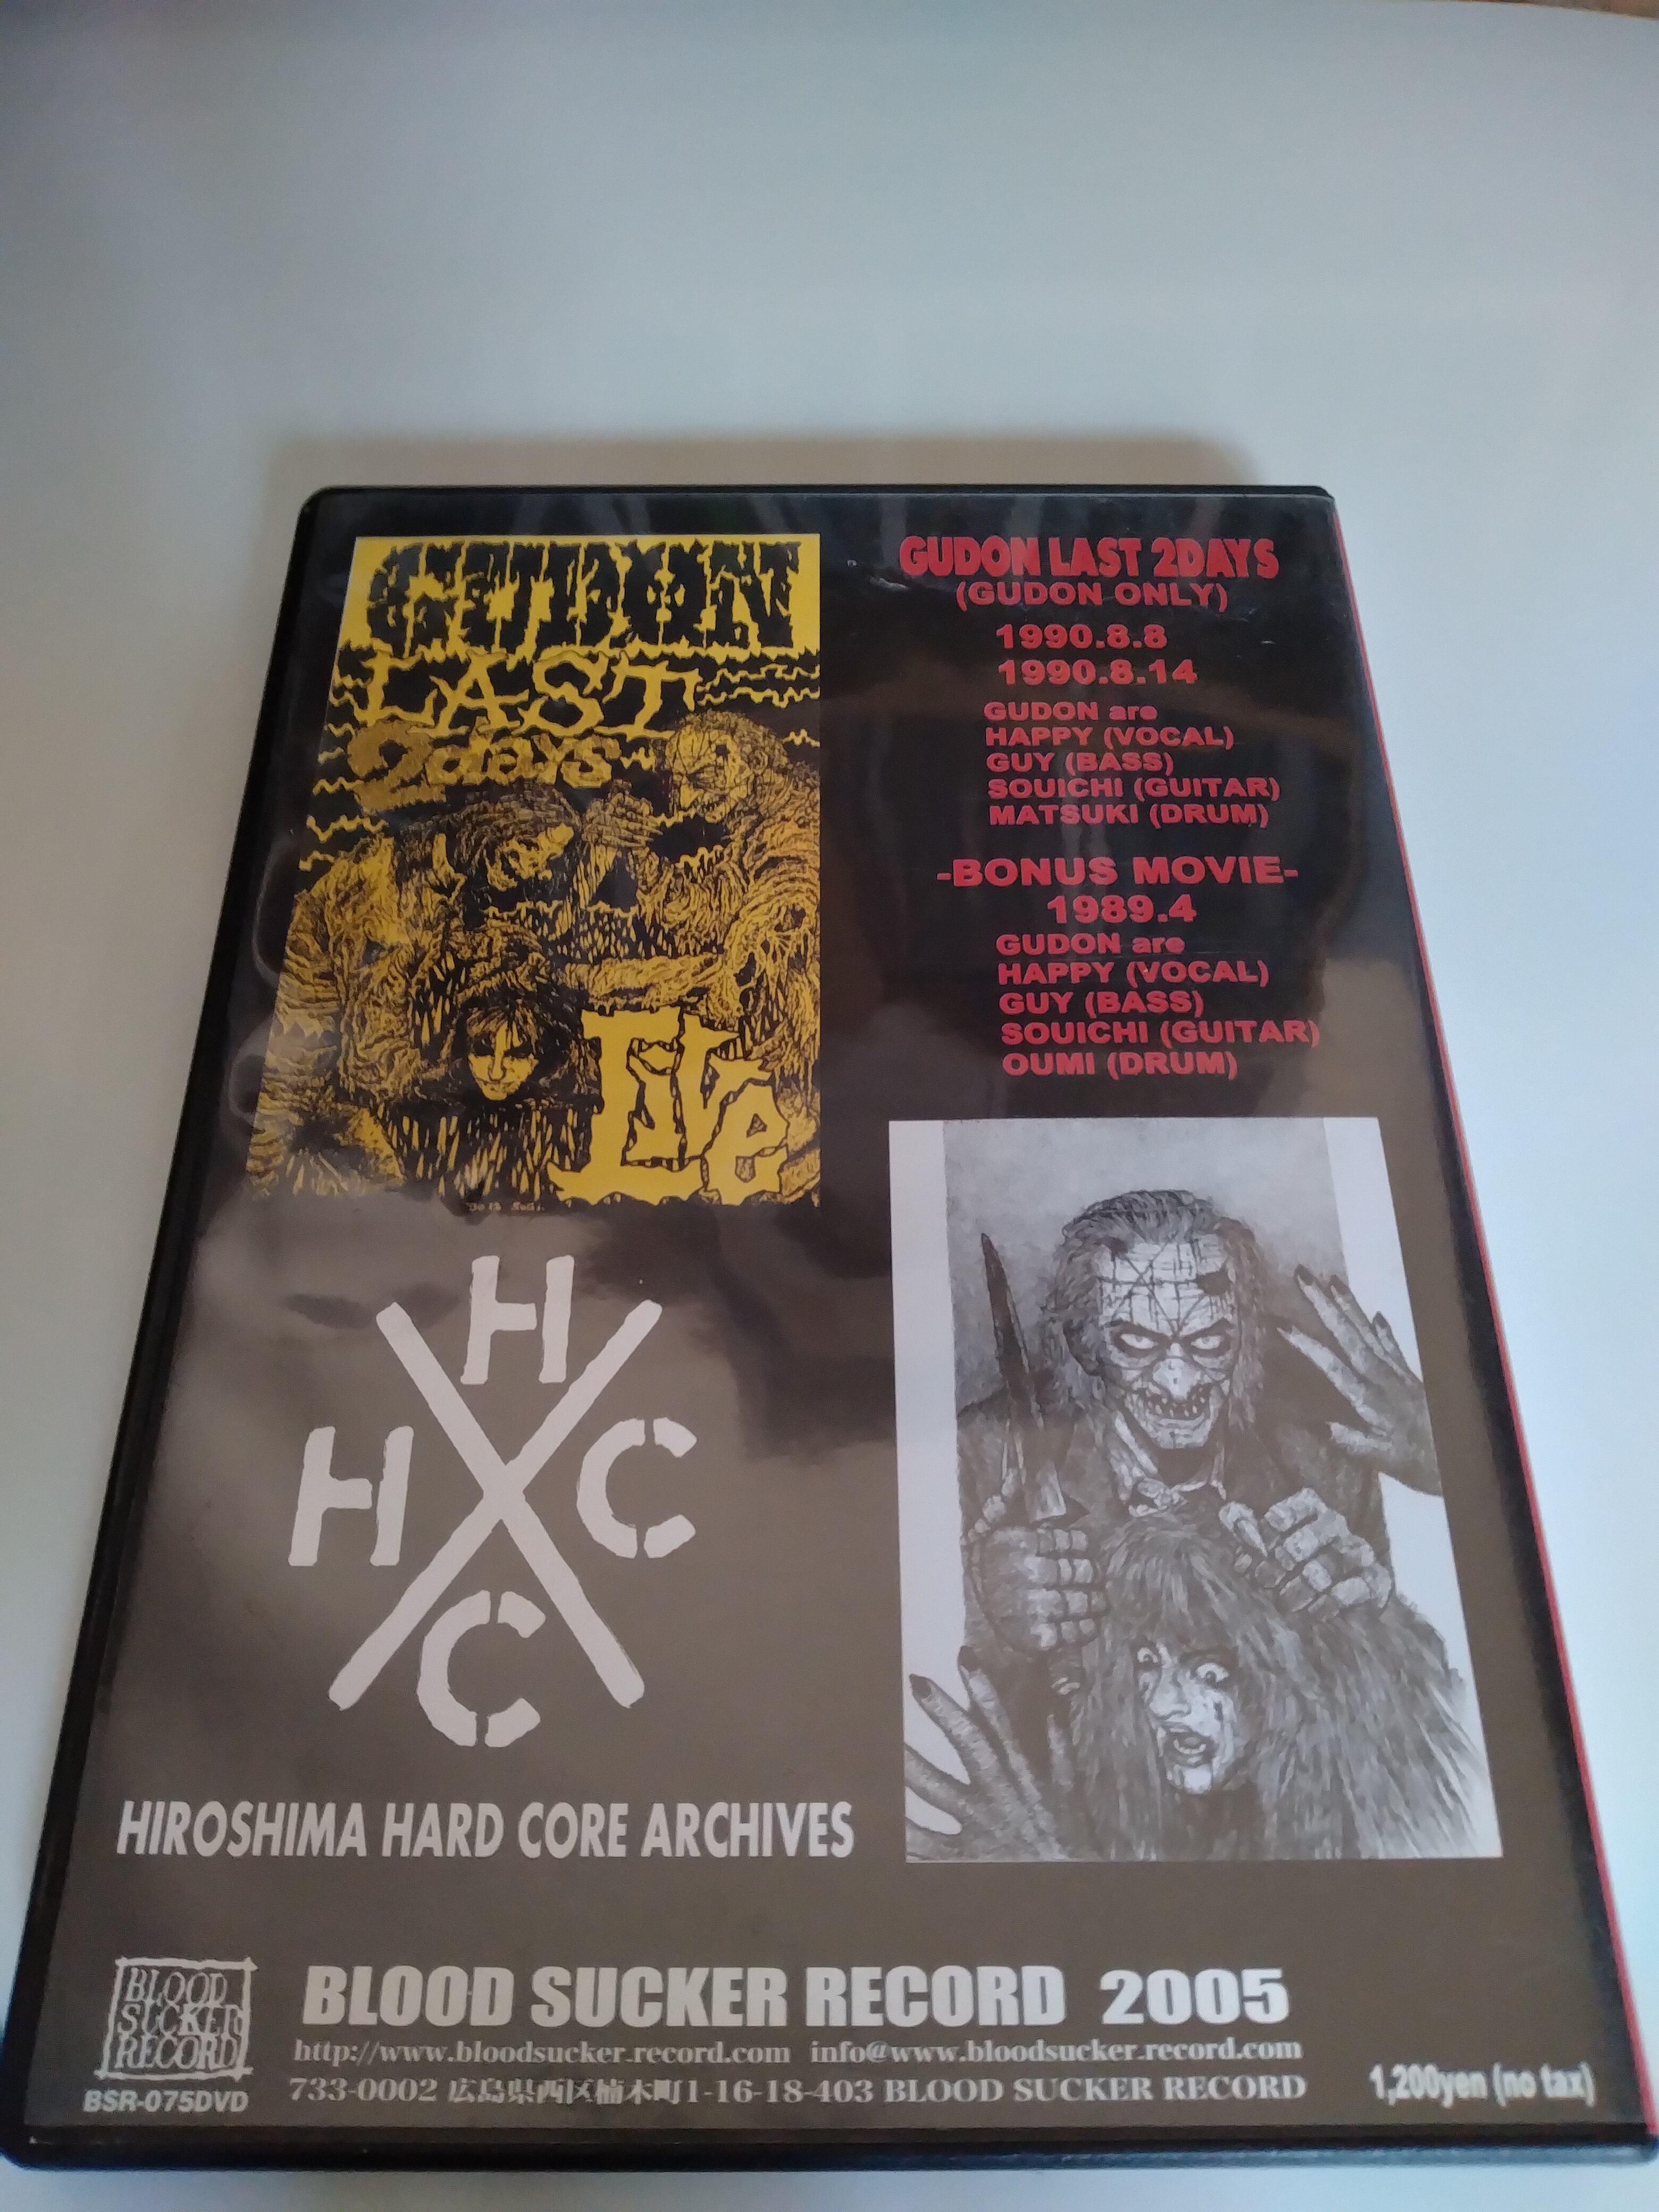 GUDON
LAST
2days
Live
GUDON LAST 2DAYS
(GUDON ONLY)
1990.8.8
1990.8.14
GUDON are
HAPPY (VOCAL)
GUY (BASS)
SOUICHI (GUITAR)
MATSUKI (DRUM)
-BONUS MOVIE-
1989.4
GUDON are
HAPPY (VOCAL)
GUY (BASS)
SOUICHI (GUITAR)
OUMI (DRUM)
H
H C
C
HIROSHIMA HARD CORE ARCHIVES
BLOOD
SUCKER
RECORD
BSR-075DVD
BLOOD SUCKER RECORD 2005
http://www.bloodsucker-record.com info@www.bloodsucker-record.com
733-0002 広島県西区楠木町1-16-18-403 BLOOD SUCKER RECORD
1,200yen (no tax)